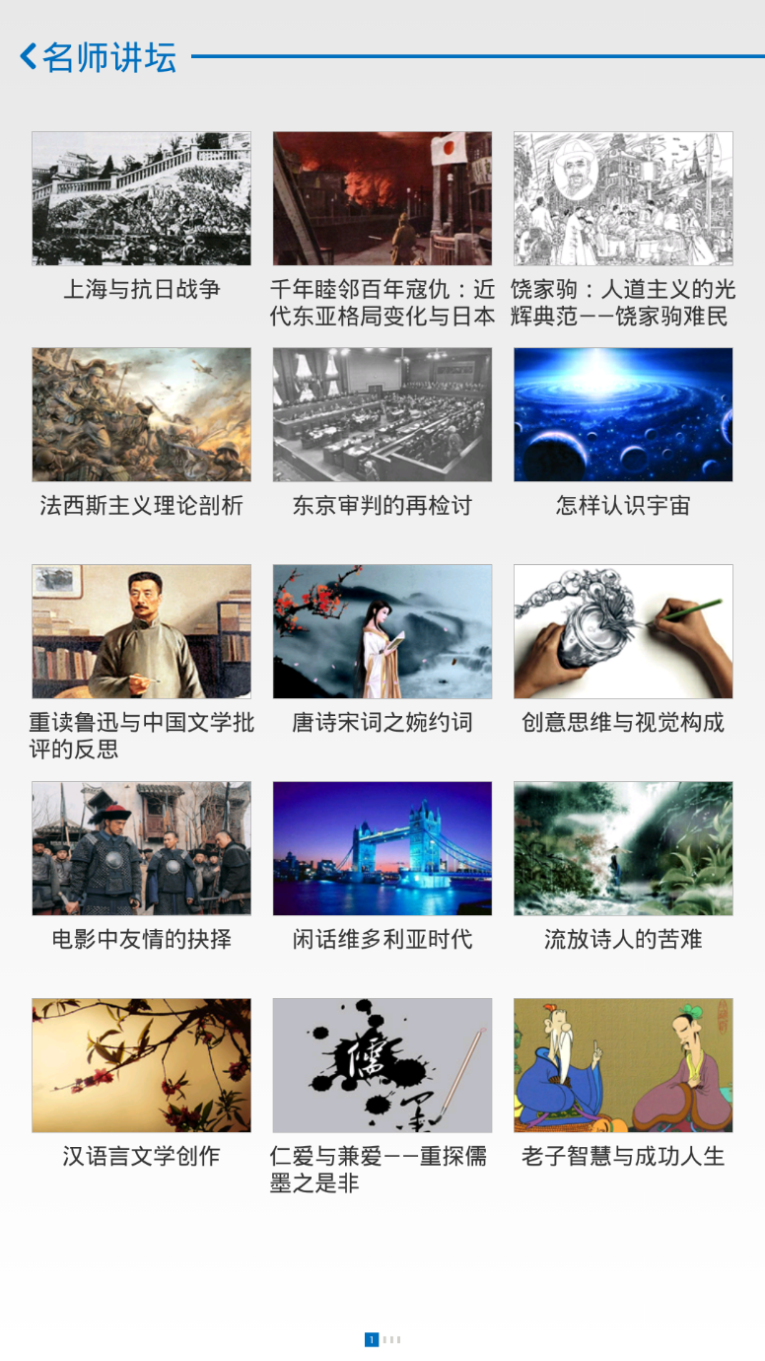 名师讲坛
上海与抗日战争
千年睦邻百年寇仇：近
代东亚格局变化与日本
饶家驹：人道主义的光
辉典范——饶家驹难民
法西斯主义理论剖析
东京审判的再检讨
怎样认识宇宙
重读鲁迅与中国文学批
评的反思
唐诗宋词之婉约词
创意思维与视觉构成
电影中友情的抉择
闲话维多利亚时代
流放诗人的苦难
汉语言文学创作
儒
墨
仁爱与兼爱——重探儒
墨之是非
老子智慧与成功人生
1